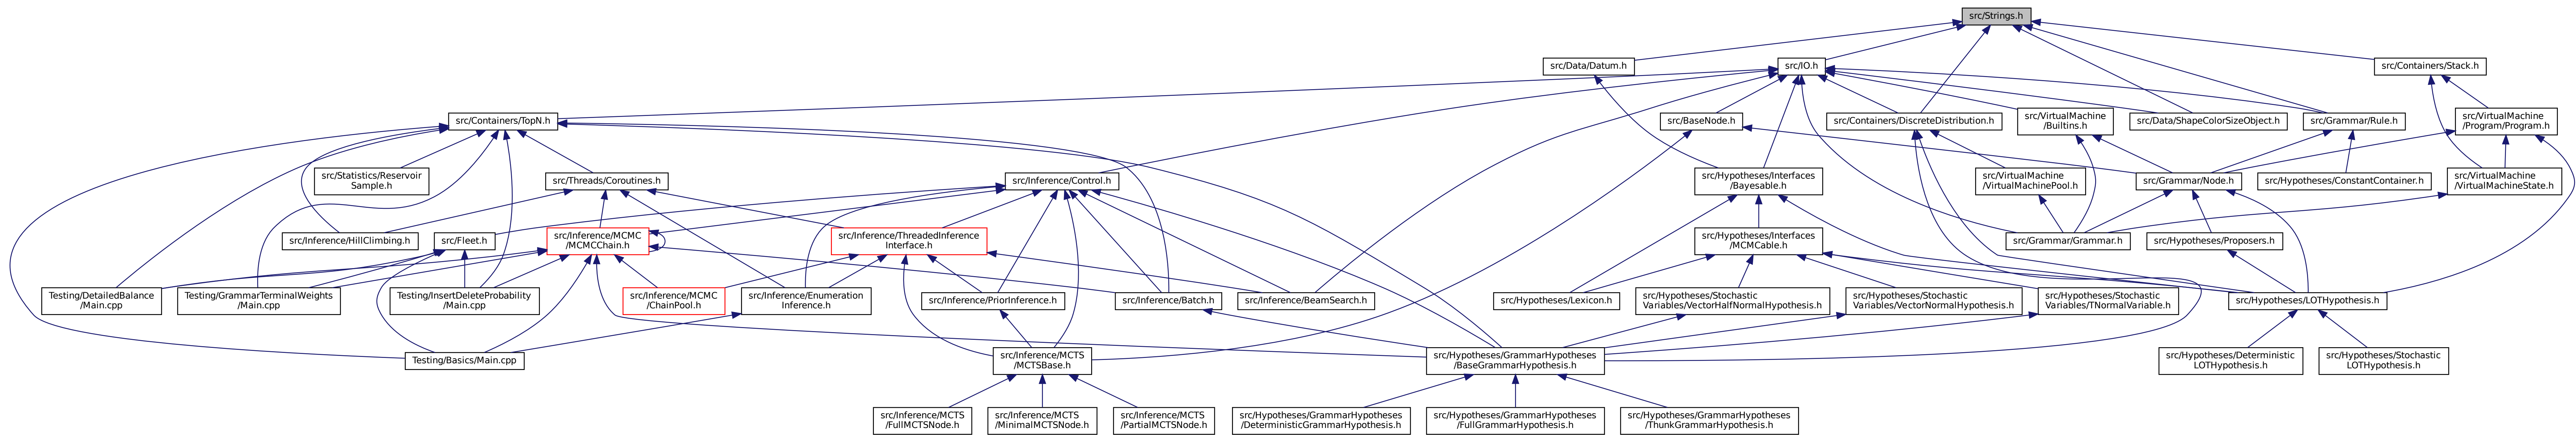 src/Strings.h
src/Data/Datum.h
src/IO.h
src/Containers/Stack.h
src/Containers/TopN.h
src/BaseNode.h
src/Containers/DiscreteDistribution.h
src/VirtualMachine
/Builtins.h
src/Data/ShapeColorSizeObject.h
src/Grammar/Rule.h
src/VirtualMachine
/Program/Program.h
src/Statistics/Reservoir
Sample.h
src/Threads/Coroutines.h
src/Inference/Control.h
src/Hypotheses/Interfaces
/Bayesable.h
src/VirtualMachine
/VirtualMachinePool.h
src/Grammar/Node.h
src/Hypotheses/ConstantContainer.h
src/VirtualMachine
/VirtualMachineState.h
src/Inference/HillClimbing.h
src/Fleet.h
src/Inference/MCMC
/MCMCChain.h
src/Inference/ThreadedInference
Interface.h
src/Hypotheses/Interfaces
/MCMCable.h
src/Grammar/Grammar.h
src/Hypotheses/Proposers.h
Testing/DetailedBalance
/Main.cpp
Testing/GrammarTerminalWeights
/Main.cpp
Testing/InsertDeleteProbability
/Main.cpp
src/Inference/MCMC
/ChainPool.h
src/Inference/Enumeration
Inference.h
src/Inference/PriorInference.h
src/Inference/Batch.h
src/Inference/BeamSearch.h
src/Hypotheses/Lexicon.h
src/Hypotheses/Stochastic
Variables/VectorHalfNormalHypothesis.h
src/Hypotheses/Stochastic
Variables/VectorNormalHypothesis.h
src/Hypotheses/Stochastic
Variables/TNormalVariable.h
src/Hypotheses/LOTHypothesis.h
Testing/Basics/Main.cpp
src/Inference/MCTS
/MCTSBase.h
src/Hypotheses/GrammarHypotheses
/BaseGrammarHypothesis.h
src/Hypotheses/Deterministic
LOTHypothesis.h
src/Hypotheses/Stochastic
LOTHypothesis.h
src/Inference/MCTS
/FullMCTSNode.h
src/Inference/MCTS
/MinimalMCTSNode.h
src/Inference/MCTS
/PartialMCTSNode.h
src/Hypotheses/GrammarHypotheses
/DeterministicGrammarHypothesis.h
src/Hypotheses/GrammarHypotheses
/FullGrammarHypothesis.h
src/Hypotheses/GrammarHypotheses
/ThunkGrammarHypothesis.h